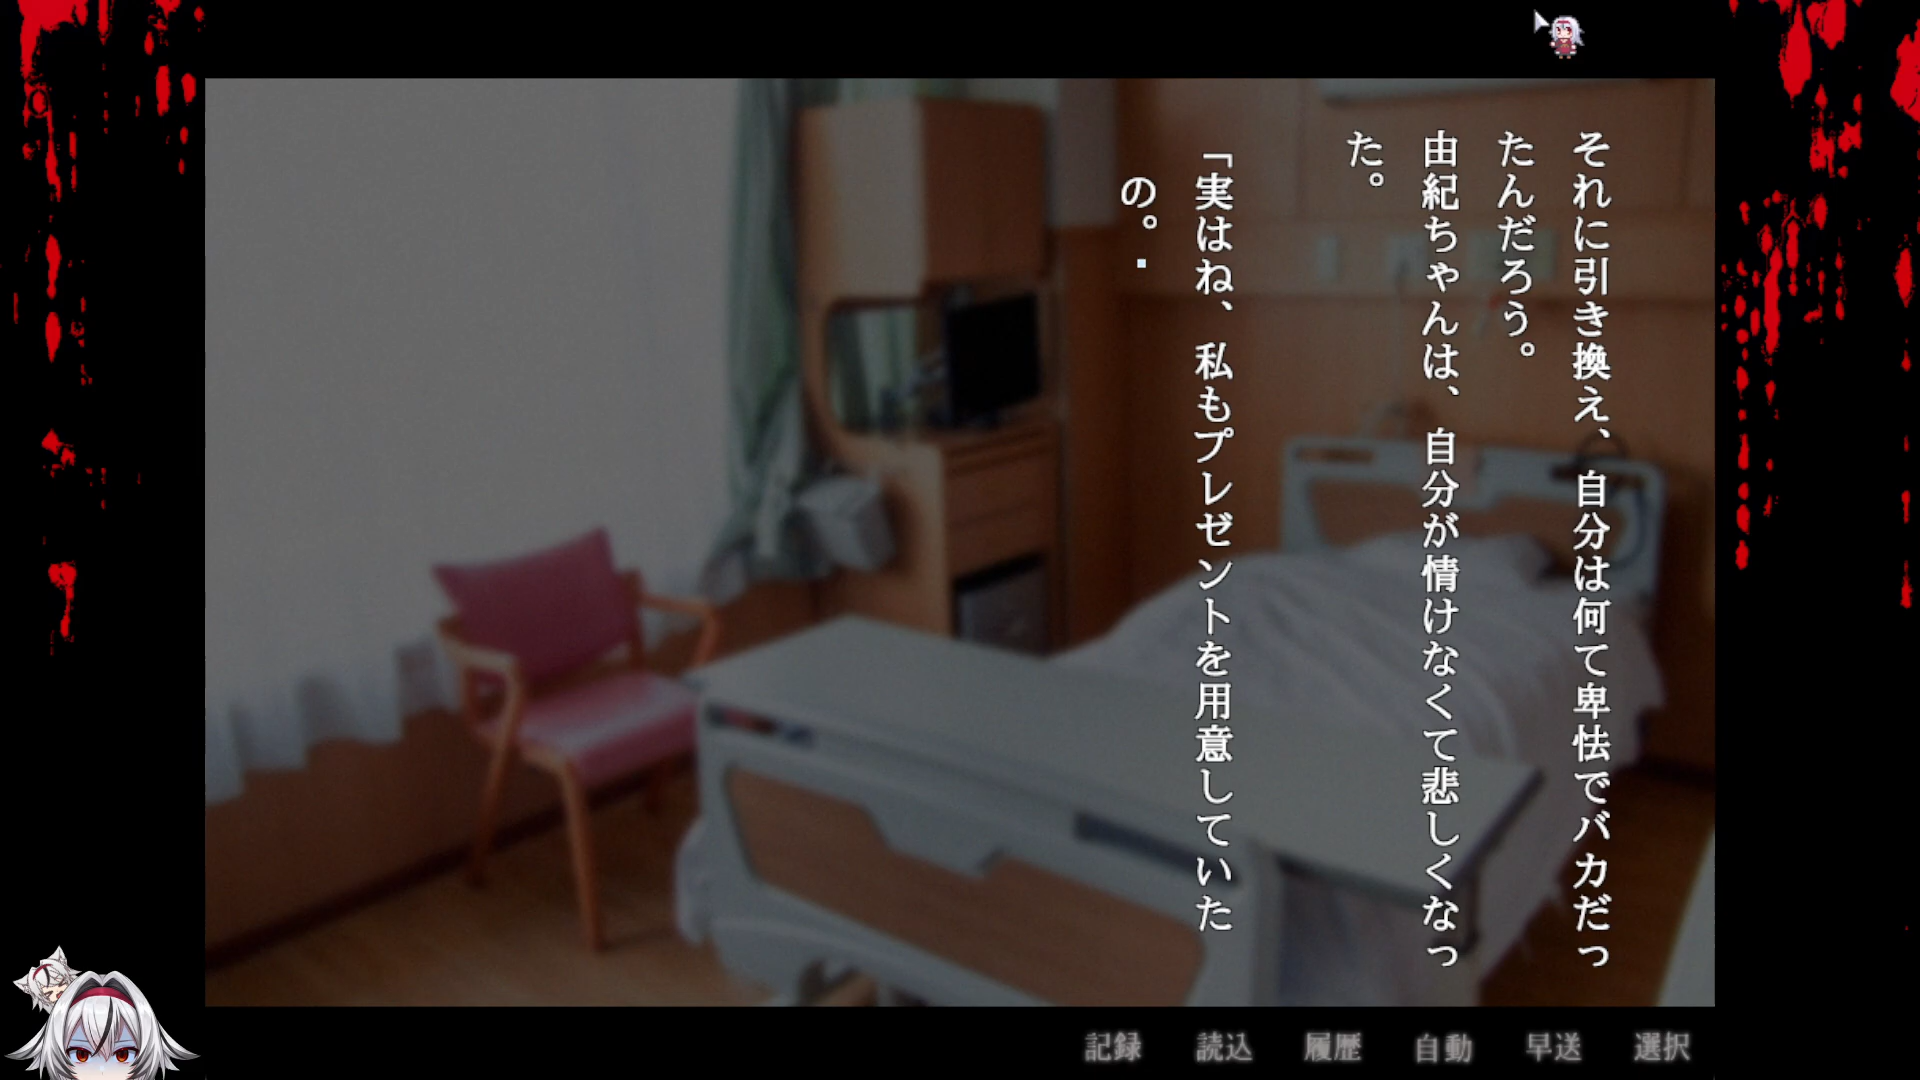 それに引き換え、自分は何て卑怯でバカだっ
たんだろう。
由紀ちゃんは、自分が情けなくて悲しくなっ
た。
「実はね、私もプレゼントを用意していた
の。
記録
読込
履歴
自動
早送
選択